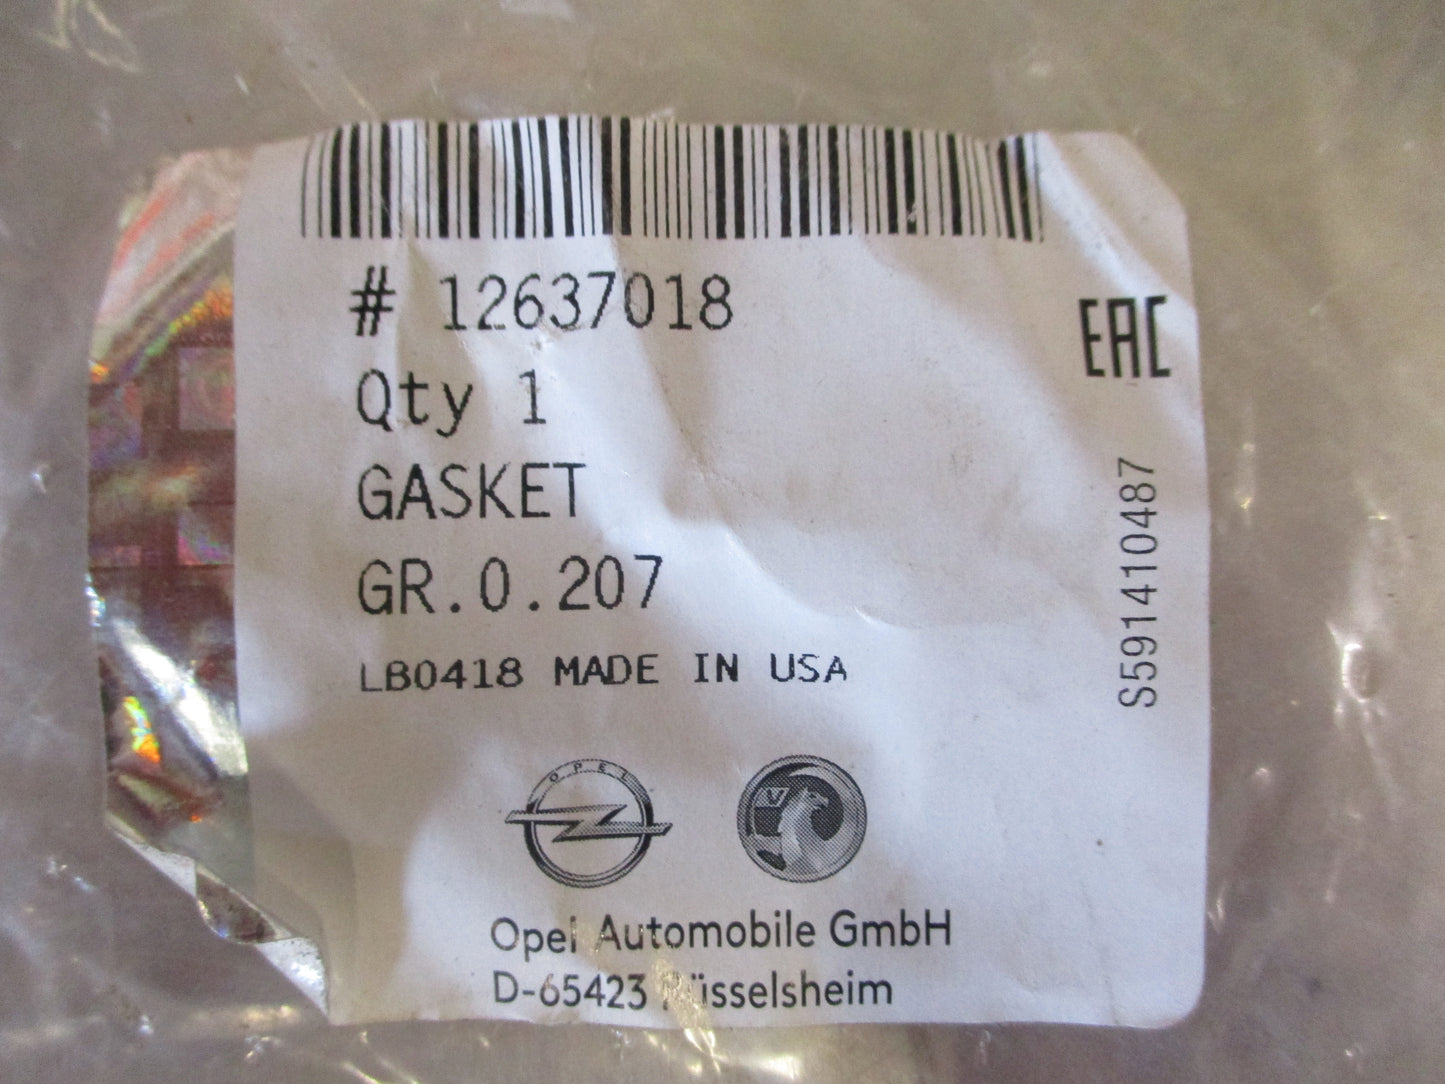 # 12637018
EAC
Qty 1
GASKET
GR.0.207
LB0418 MADE IN USA
S591410487
OPEL
V
Opel Automobile GmbH
D-65423 Rüsselsheim